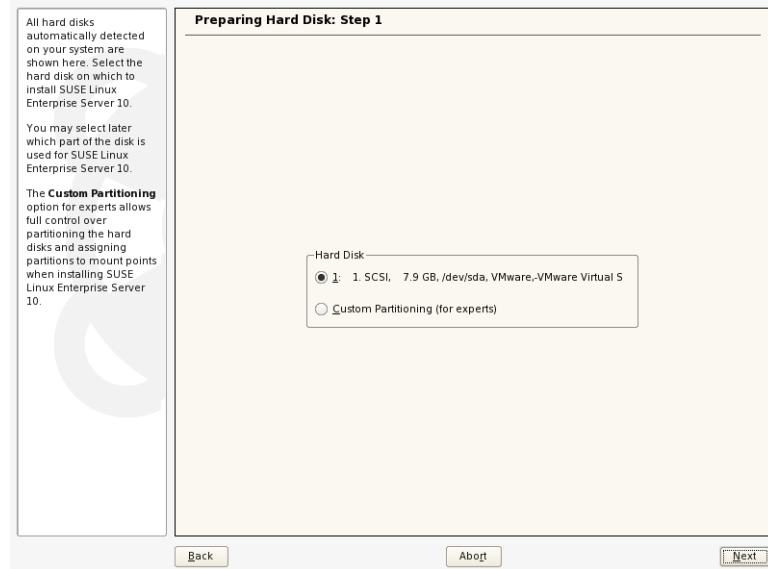 All hard disks
automatically detected
on your system are
shown here. Select the
hard disk on which to
install SUSE Linux
Enterprise Server 10.
You may select later
which part of the disk is
used for SUSE Linux
Enterprise Server 10.
The Custom Partitioning
option for experts allows
full control over
partitioning the hard
disks and assigning
partitions to mount points
when installing SUSE
Linux Enterprise Server
10.
Preparing Hard Disk: Step 1
Hard Disk
1: 1. SCSI, 7.9 GB, /dev/sda, VMware,-VMware Virtual S
Custom Partitioning (for experts)
Back
Abort
Next